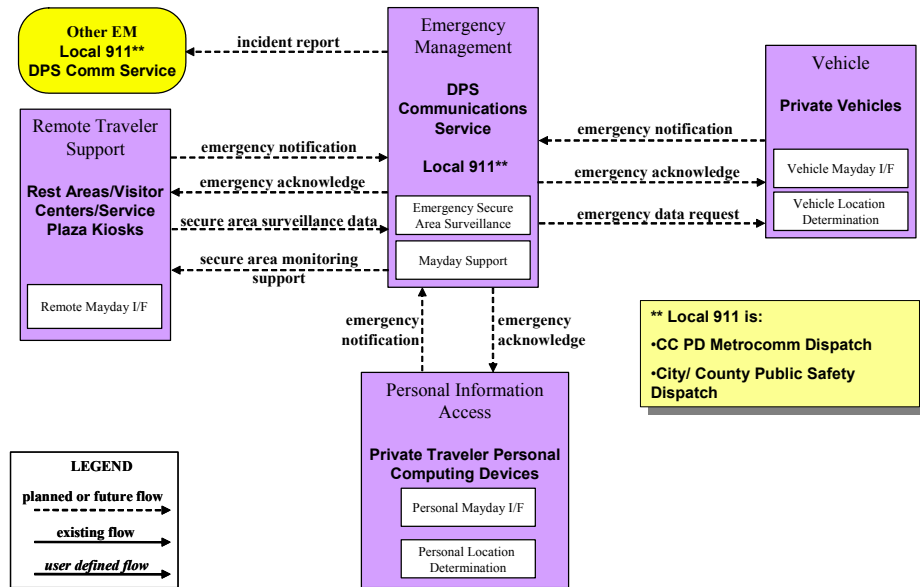 Other EM
Local 911**
DPS Comm Service
incident report
Emergency
Management
DPS
Communications
Service
Local 911**
Emergency Secure
Area Surveillance
Mayday Support
Vehicle
Private Vehicles
Vehicle Mayday I/F
Vehicle Location
Determination
Remote Traveler
Support
Rest Areas/Visitor
Centers/Service
Plaza Kiosks
Remote Mayday I/F
emergency notification
emergency acknowledge
secure area surveillance data
secure area monitoring
support
emergency notification
emergency acknowledge
emergency data request
emergency
notification
emergency
acknowledge
** Local 911 is:
•CC PD Metrocomm Dispatch
•City/ County Public Safety
Dispatch
Personal Information
Access
Private Traveler Personal
Computing Devices
Personal Mayday I/F
Personal Location
Determination
LEGEND
planned or future flow
existing flow
user defined flow